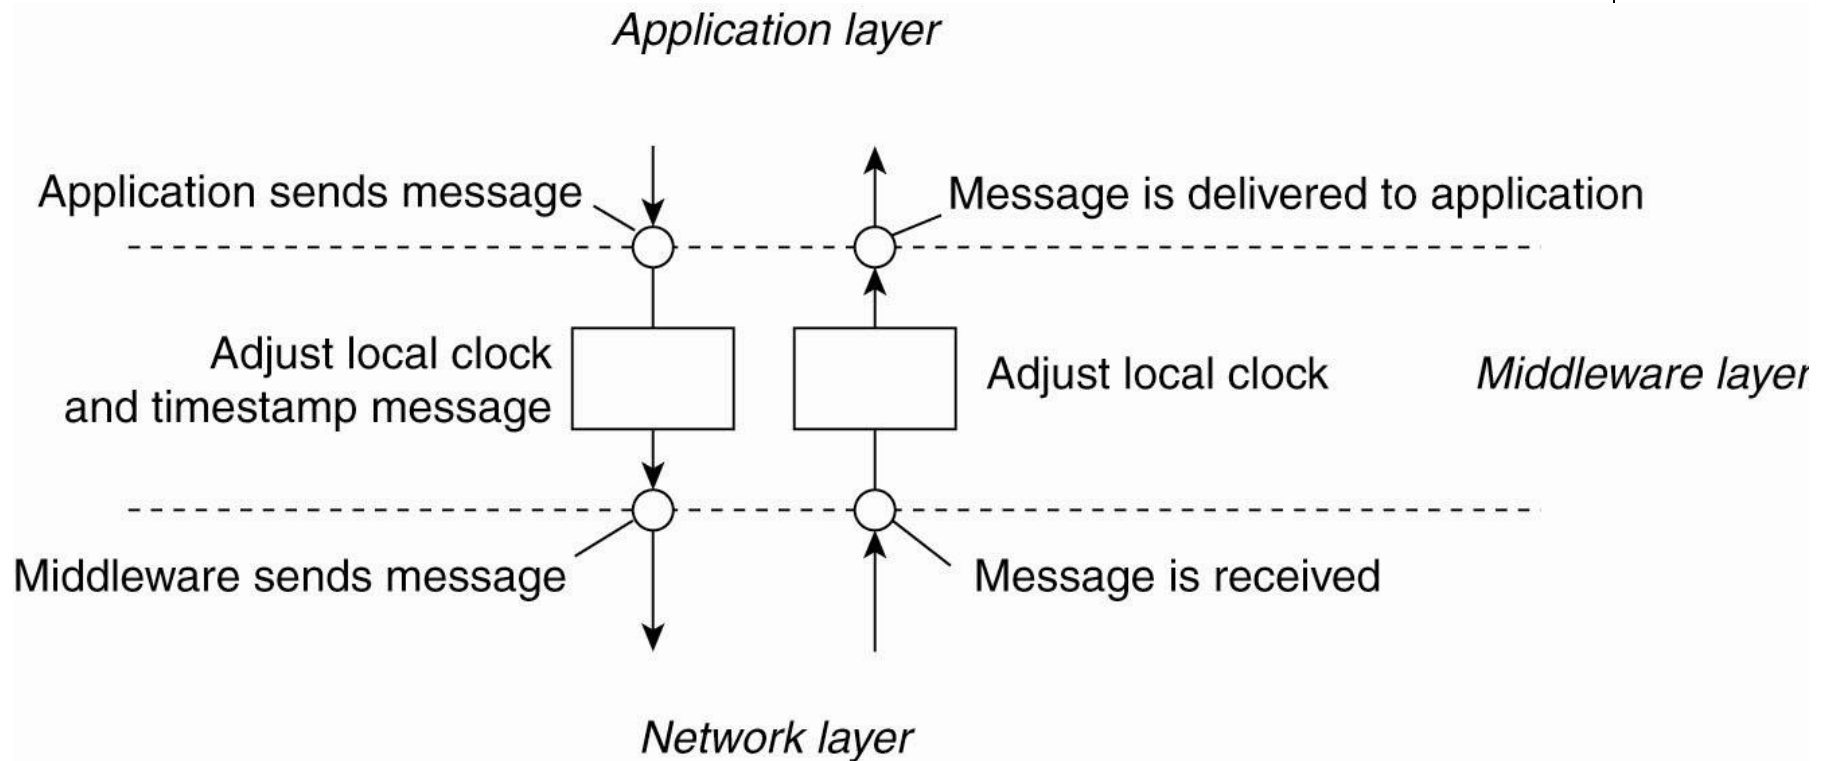 Application layer
Application sends message
Message is delivered to application
Adjust local clock
and timestamp message
Adjust local clock
Middleware layer
Middleware sends message
Message is received
Network layer